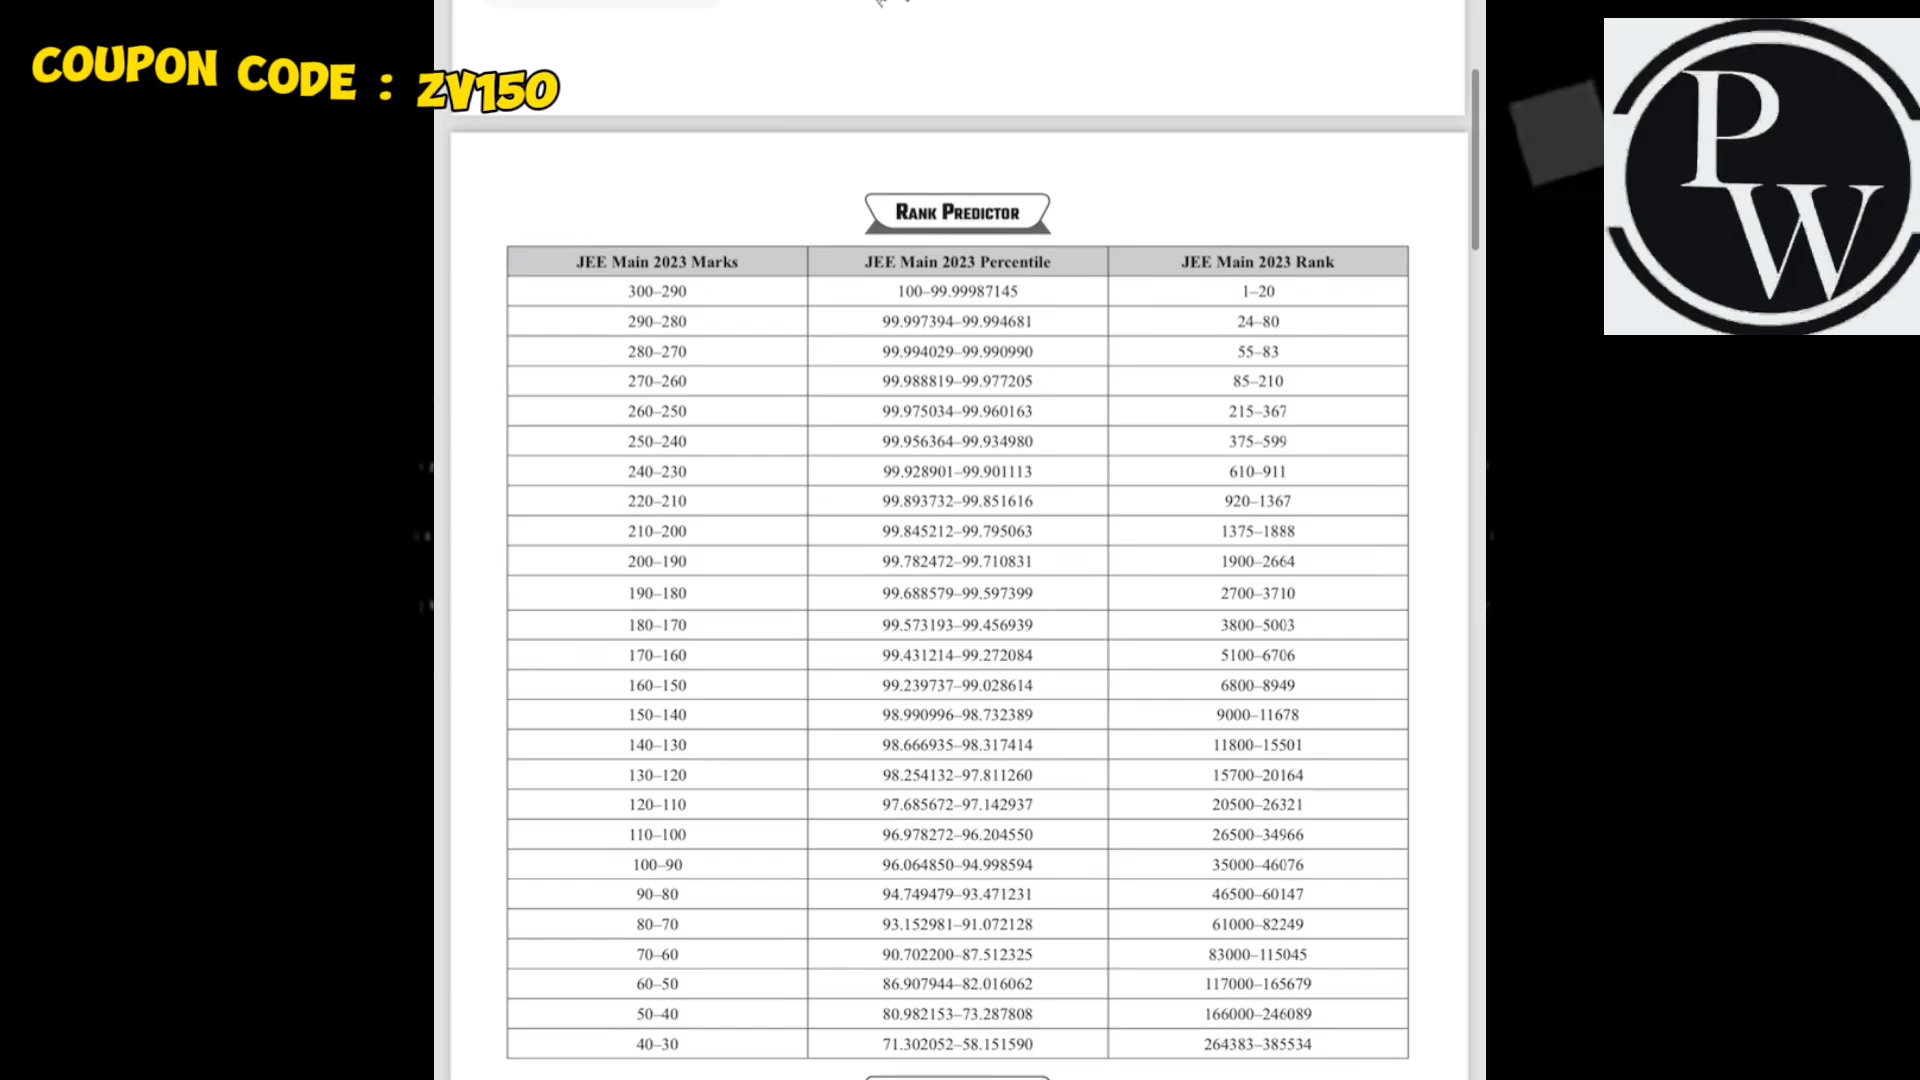 COUPON CODE : ZV150
PW
RANK PREDICTOR
JEE Main 2023 Marks JEE Main 2023 Percentile JEE Main 2023 Rank
300–290 100–99.99987145 1–20
290–280 99.997394–99.994681 24–80
280–270 99.994029–99.990990 55–83
270–260 99.988819–99.977205 85–210
260–250 99.975034–99.960163 215–367
250–240 99.956364–99.934980 375–599
240–230 99.928901–99.901113 610–911
220–210 99.893732–99.851616 920–1367
210–200 99.845212–99.795063 1375–1888
200–190 99.782472–99.710831 1900–2664
190–180 99.688579–99.597399 2700–3710
180–170 99.573193–99.456939 3800–5003
170–160 99.431214–99.272084 5100–6706
160–150 99.239737–99.028614 6800–8949
150–140 98.990996–98.732389 9000–11678
140–130 98.666935–98.317414 11800–15501
130–120 98.254132–97.811260 15700–20164
120–110 97.685672–97.142937 20500–26321
110–100 96.978272–96.204550 26500–34966
100–90 96.064850–94.998594 35000–46076
90–80 94.749479–93.471231 46500–60147
80–70 93.152981–91.072128 61000–82249
70–60 90.702200–87.512325 83000–115045
60–50 86.907944–82.016062 117000–165679
50–40 80.982153–73.287808 166000–246089
40–30 71.302052–58.151590 264383–385534